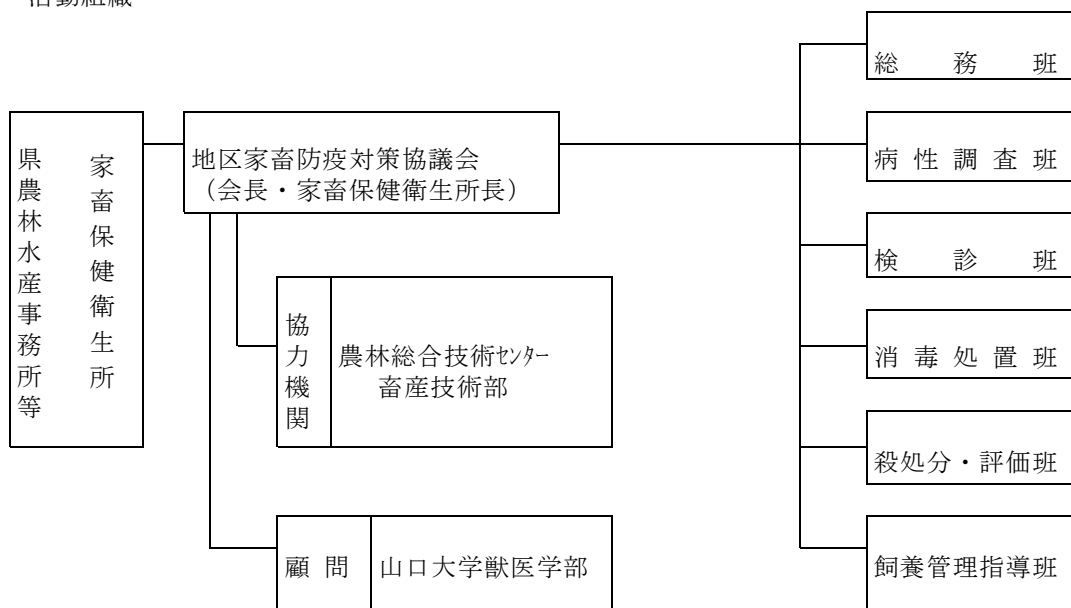 活動組織
家畜保健衛生所
県農林水産事務所等
地区家畜防疫対策協議会
（会長・家畜保健衛生所長）
協力機関
農林総合技術ｾﾝﾀｰ
畜産技術部
顧問
山口大学獣医学部
総務班
病性調査班
検診班
消毒処置班
殺処分・評価班
飼養管理指導班